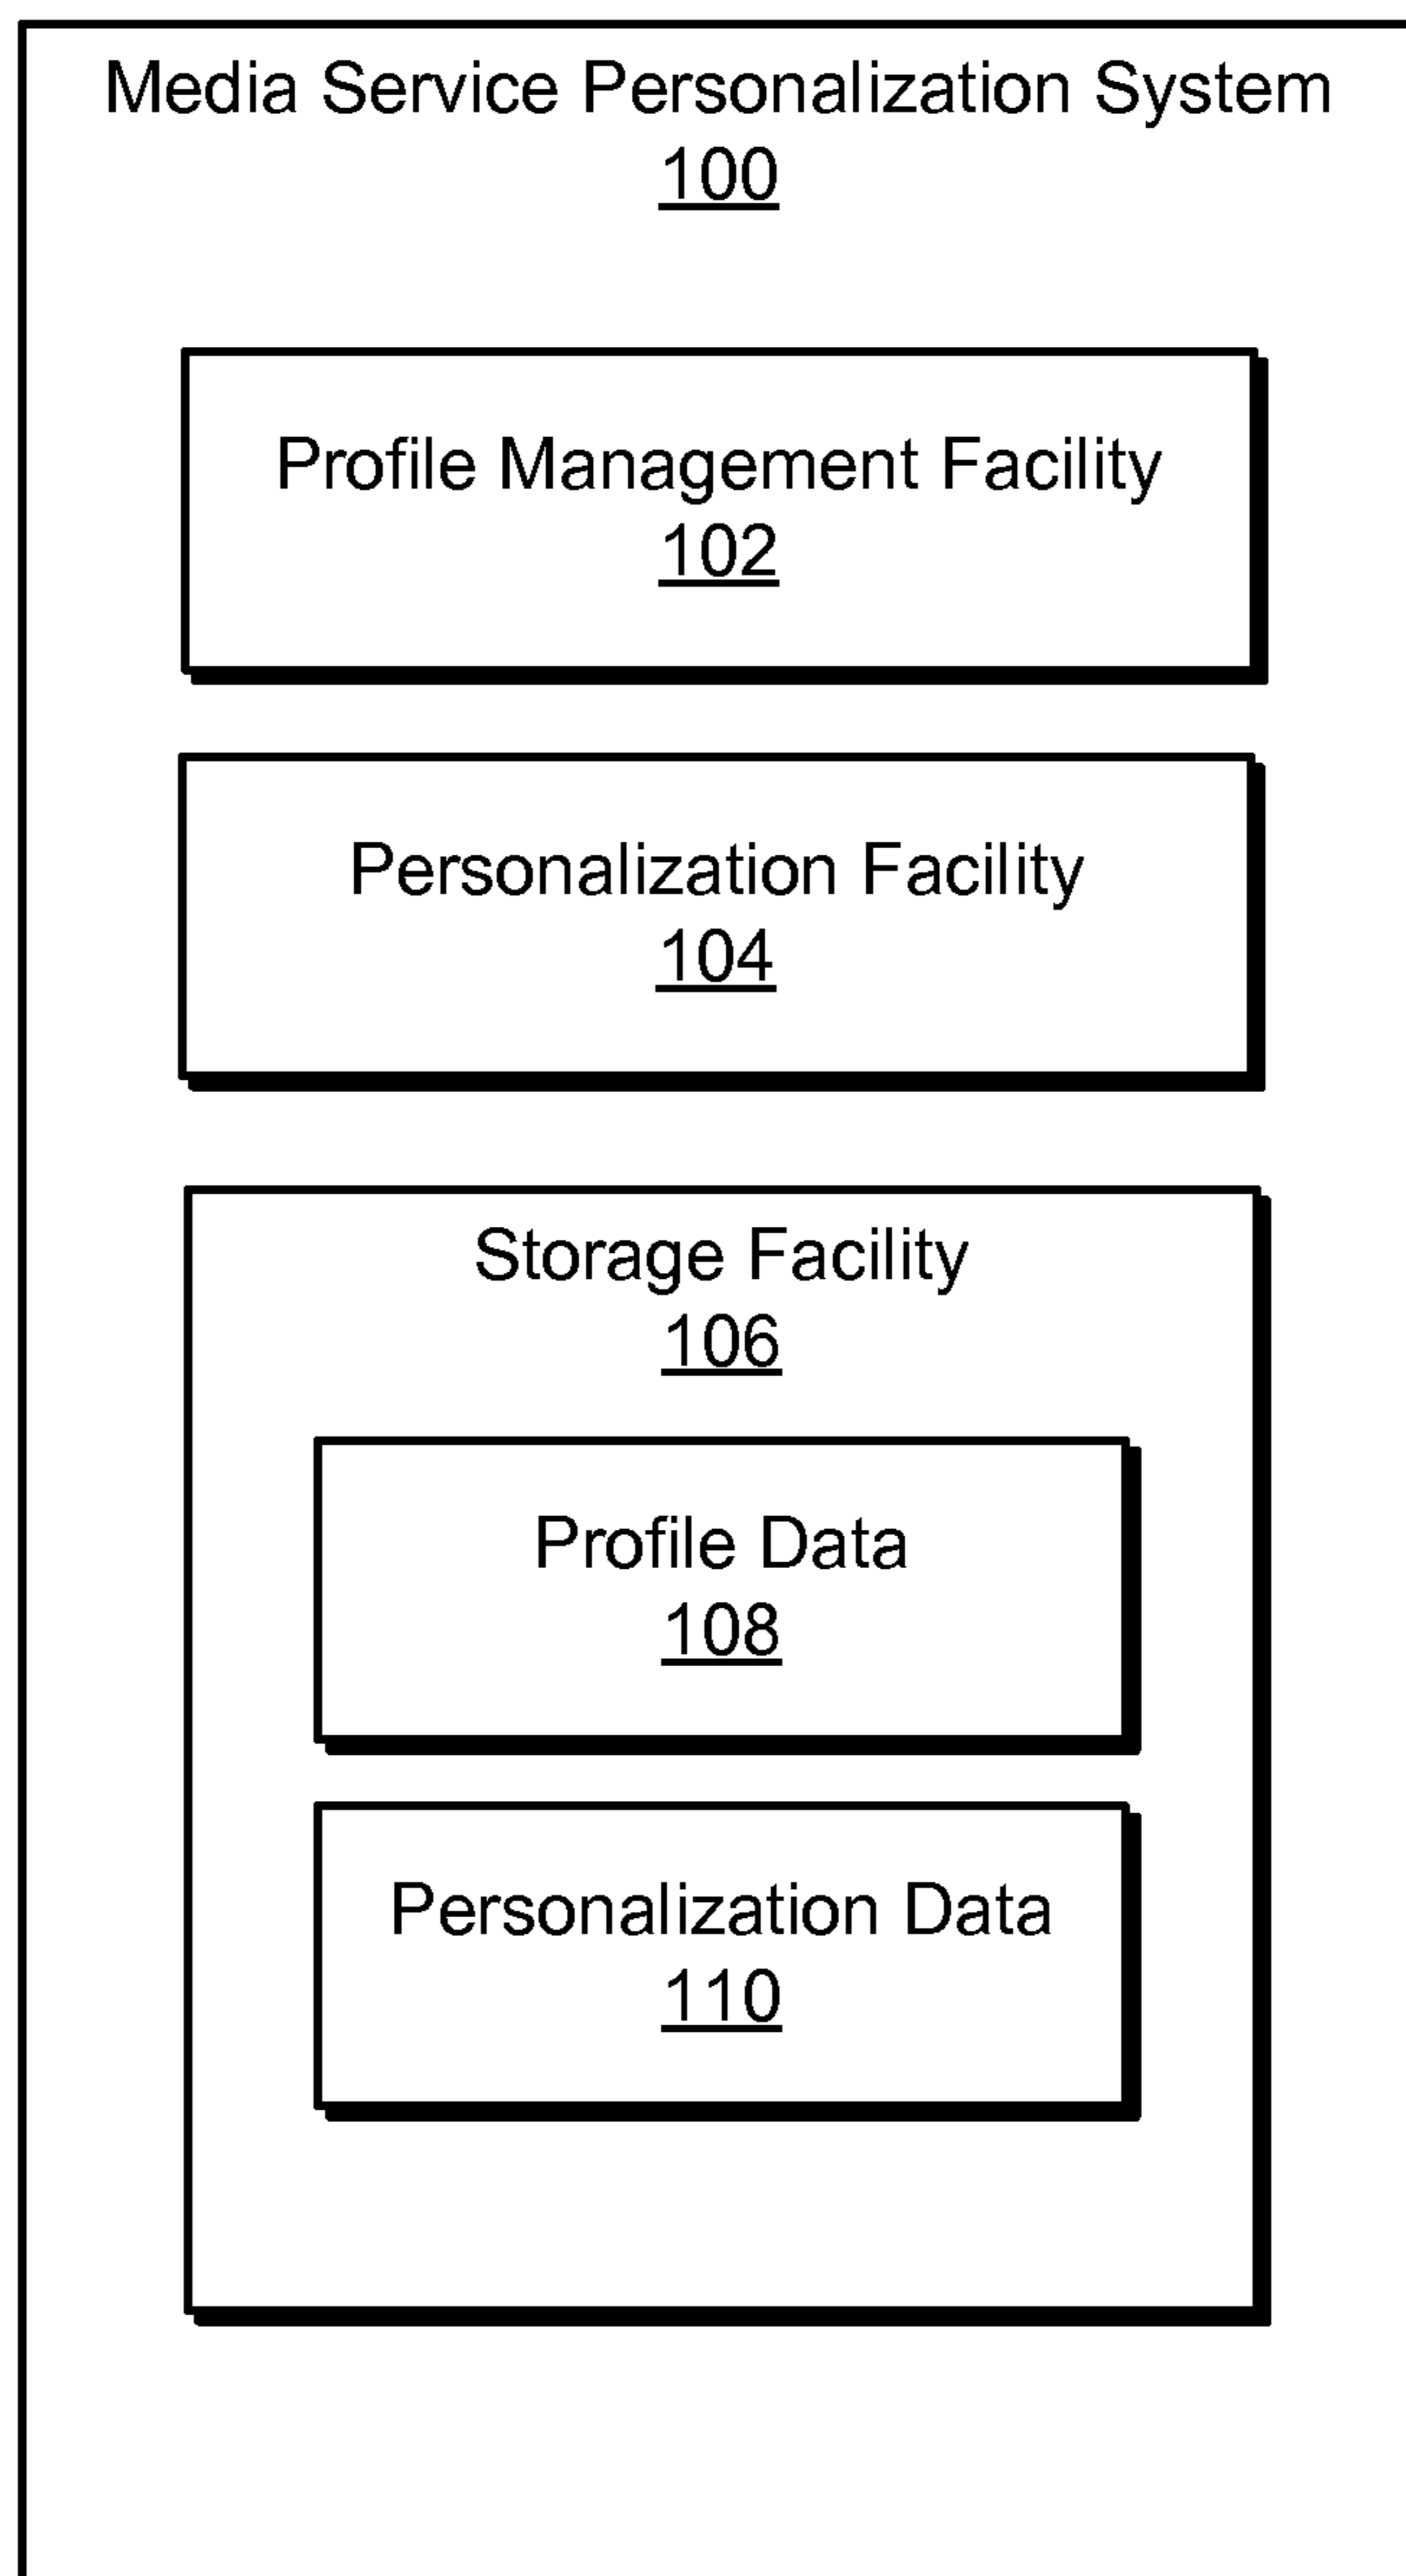 Media Service Personalization System
100
Profile Management Facility
102
Personalization Facility
104
Storage Facility
106
Profile Data
108
Personalization Data
110